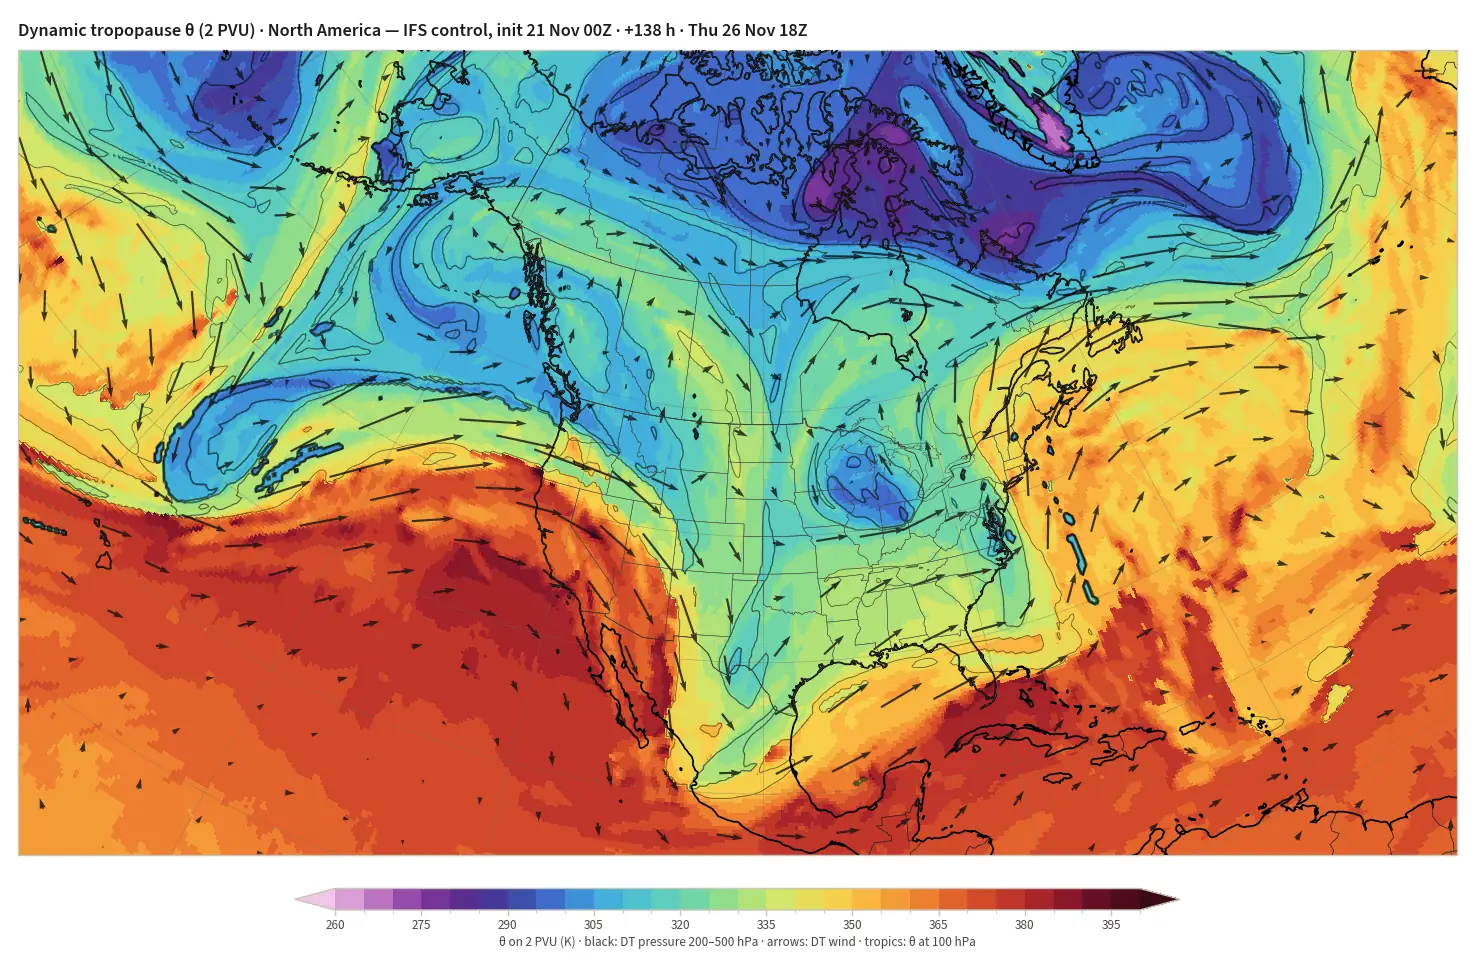 Dynamic tropopause θ (2 PVU) · North America — IFS control, init 21 Nov 00Z · +138 h · Thu 26 Nov 18Z
260 275 290 305 320 335 350 365 380 395
θ on 2 PVU (K) · black: DT pressure 200–500 hPa · arrows: DT wind · tropics: θ at 100 hPa